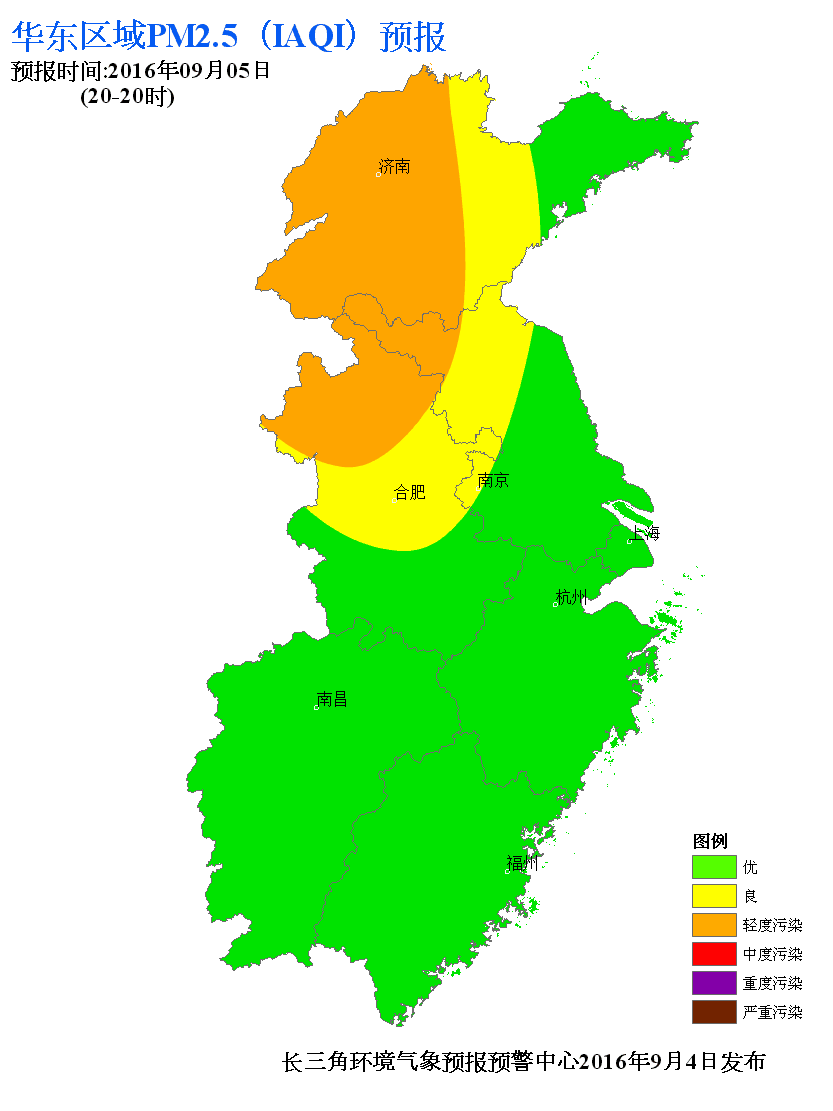 华东区域PM2.5（IAQI）预报
预报时间:2016年09月05日
(20-20时)
济南
合肥
南京
上海
杭州
南昌
福州
图例
优
良
轻度污染
中度污染
重度污染
严重污染
长三角环境气象预报预警中心2016年9月4日发布